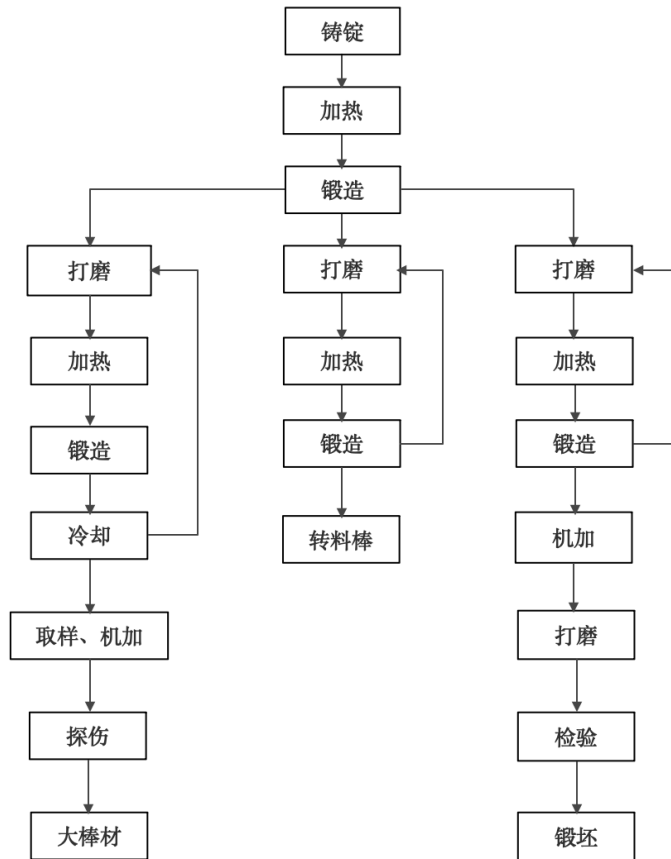 铸锭
加热
锻造
打磨
打磨
打磨
加热
加热
加热
锻造
锻造
锻造
冷却
转料棒
机加
取样、机加
打磨
探伤
检验
大棒材
锻坯